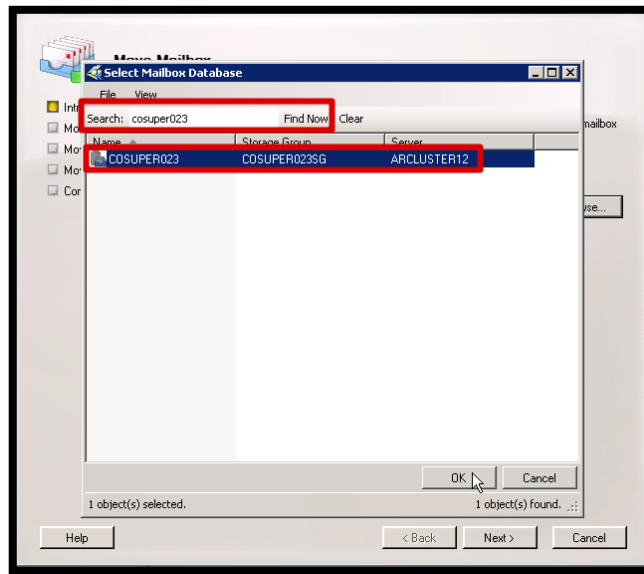 Move Mailbox
Select Mailbox Database
File View
Search: cosuper023 Find Now Clear
Name Storage Group Server
COSUPER023 COSUPER023SG ARCLUSTER12
mailbox
OK Cancel
1 object(s) selected. 1 object(s) found.
Help < Back Next > Cancel